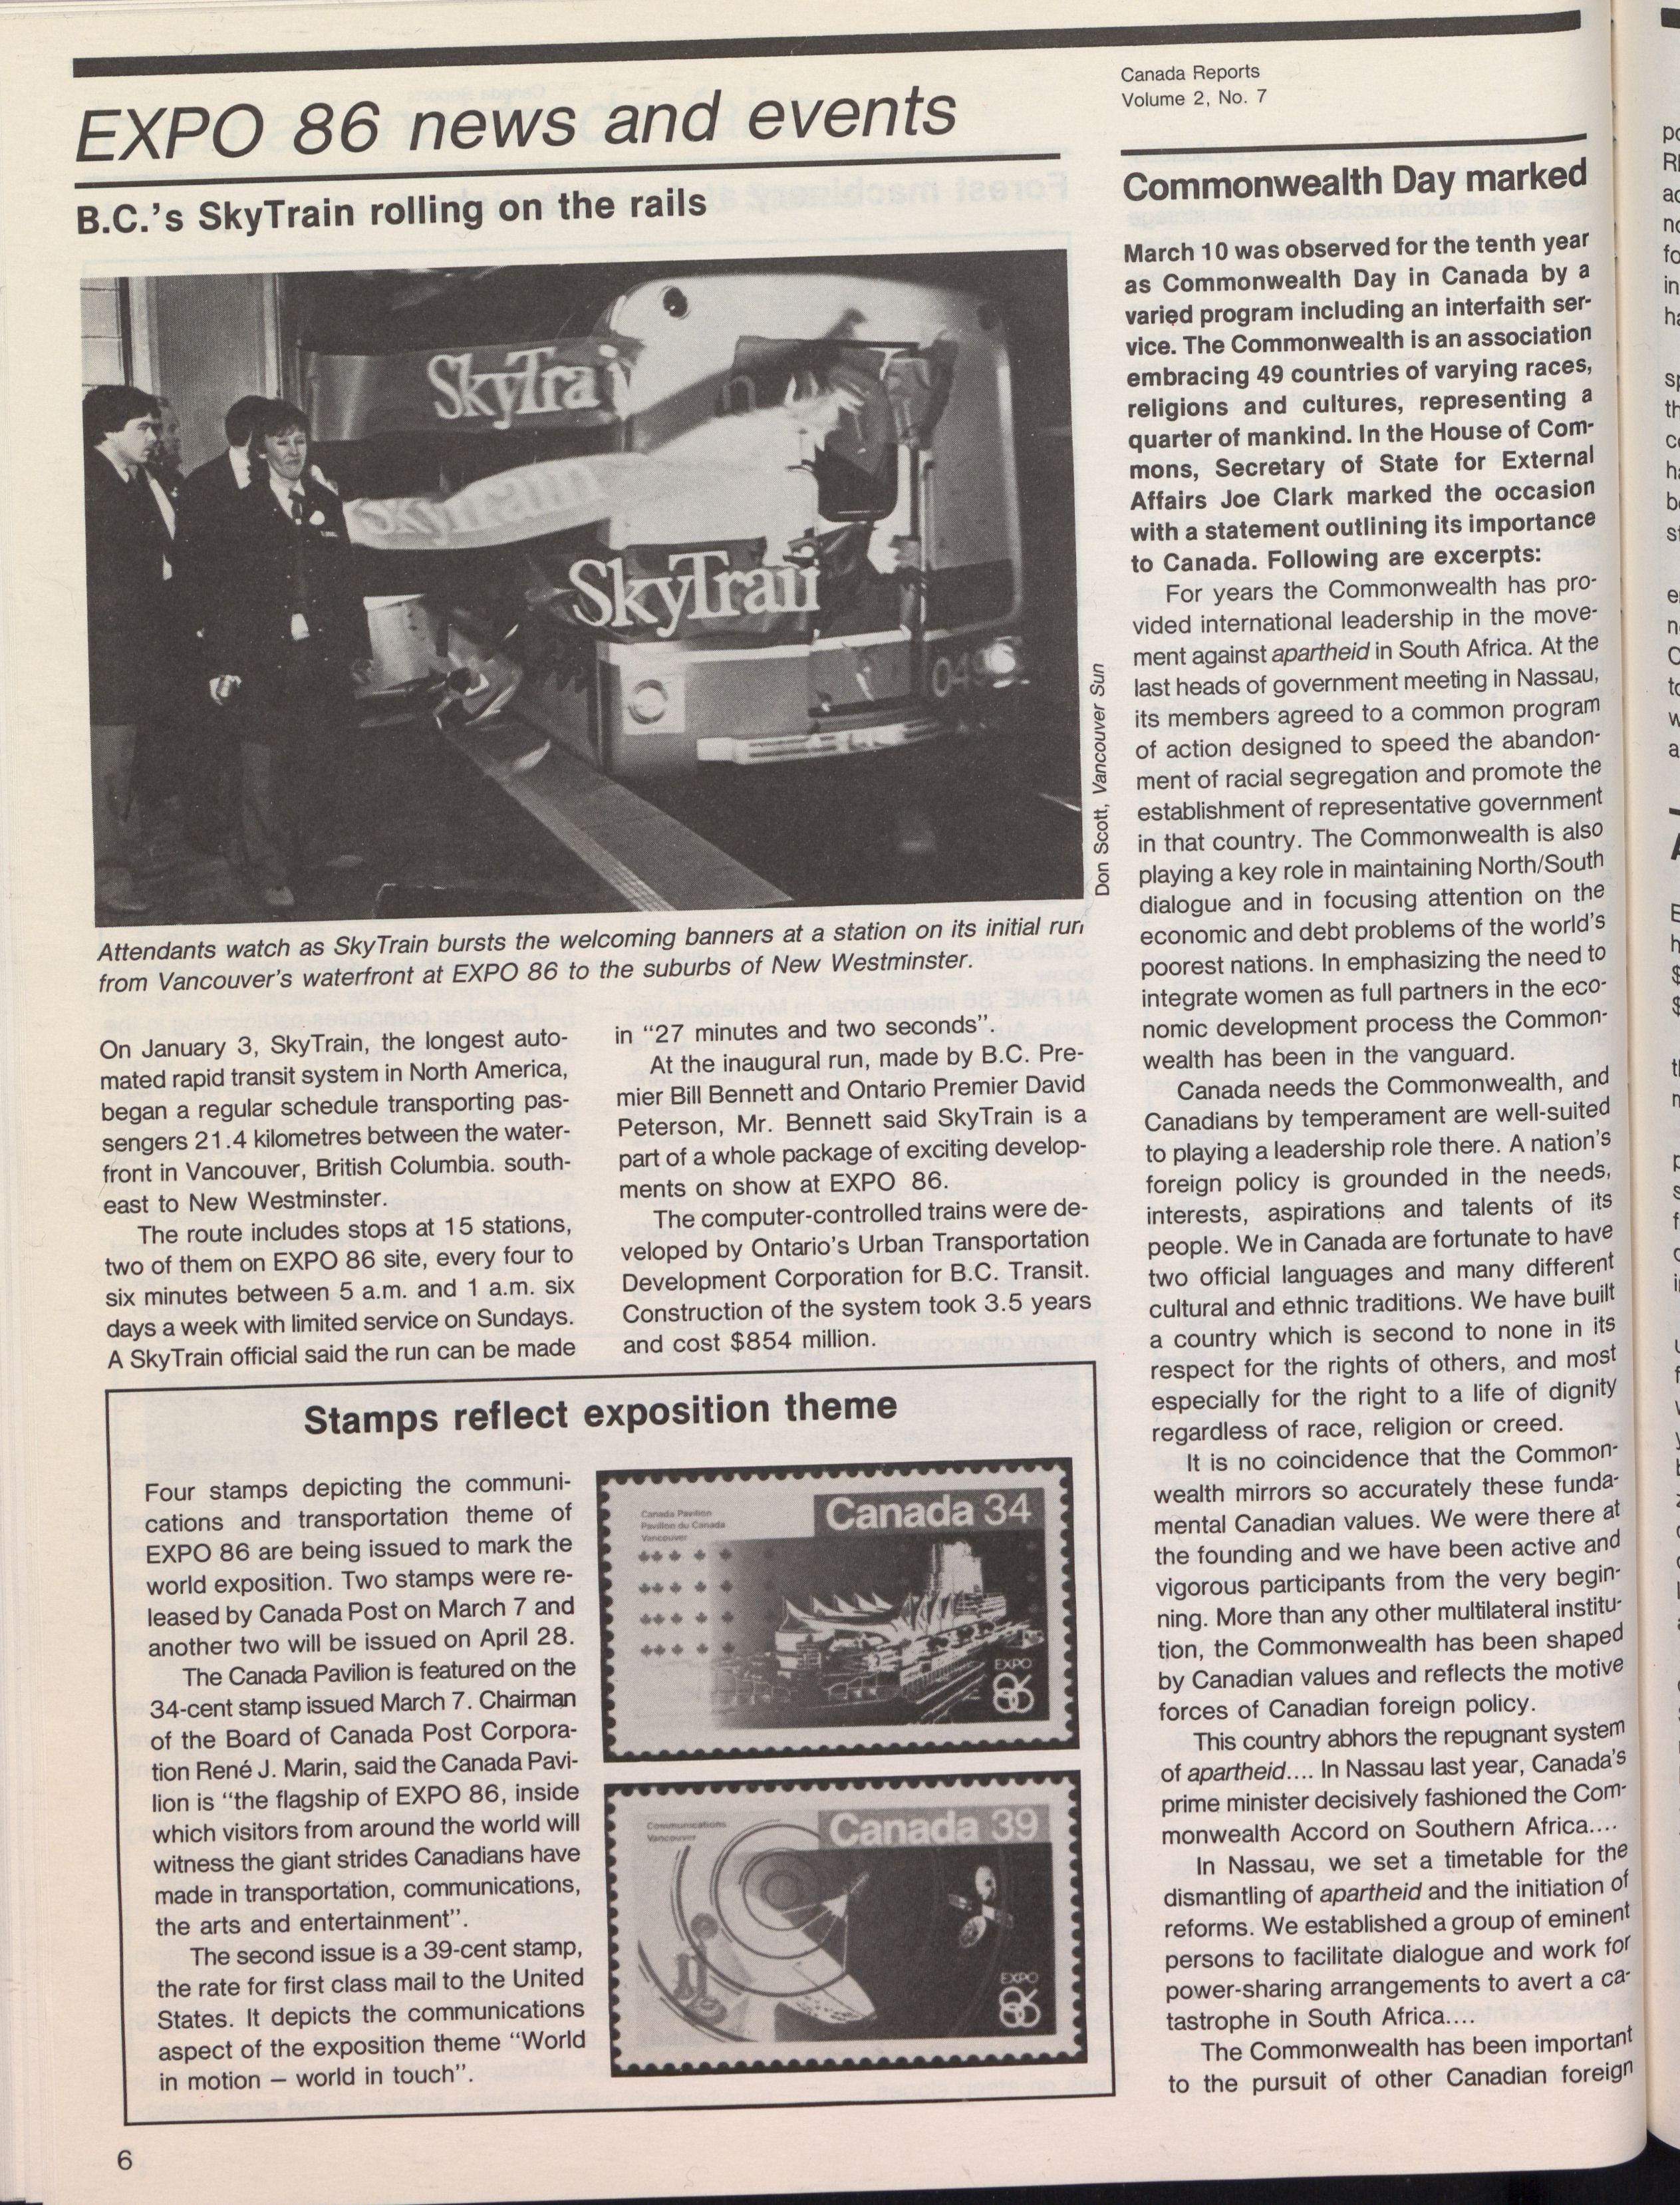 EXPO 86 news and events
B.C.'s SkyTrain rolling on the rails
SkyTra
SkyTrain
SkyTrain
049
Don Scott, Vancouver Sun
Attendants watch as SkyTrain bursts the welcoming banners at a station on its initial run
from Vancouver's waterfront at EXPO 86 to the suburbs of New Westminster.
On January 3, SkyTrain, the longest auto-
mated rapid transit system in North America,
began a regular schedule transporting pas-
sengers 21.4 kilometres between the water-
front in Vancouver, British Columbia. south-
east to New Westminster.
The route includes stops at 15 stations,
two of them on EXPO 86 site, every four to
six minutes between 5 a.m. and 1 a.m. six
days a week with limited service on Sundays.
A SkyTrain official said the run can be made
in "27 minutes and two seconds".
At the inaugural run, made by B.C. Pre-
mier Bill Bennett and Ontario Premier David
Peterson, Mr. Bennett said SkyTrain is a
part of a whole package of exciting develop-
ments on show at EXPO 86.
The computer-controlled trains were de-
veloped by Ontario's Urban Transportation
Development Corporation for B.C. Transit.
Construction of the system took 3.5 years
and cost $854 million.
Stamps reflect exposition theme
Four stamps depicting the communi-
cations and transportation theme of
EXPO 86 are being issued to mark the
world exposition. Two stamps were re-
leased by Canada Post on March 7 and
another two will be issued on April 28.
The Canada Pavilion is featured on the
34-cent stamp issued March 7. Chairman
of the Board of Canada Post Corpora-
tion René J. Marin, said the Canada Pavi-
lion is "the flagship of EXPO 86, inside
which visitors from around the world will
witness the giant strides Canadians have
made in transportation, communications,
the arts and entertainment".
The second issue is a 39-cent stamp,
the rate for first class mail to the United
States. It depicts the communications
aspect of the exposition theme "World
in motion — world in touch".
Canada Pavilion
Pavillon du Canada
Vancouver
Canada 34
EXPO
86
Communications
Vancouver
Canada 39
EXPO
86
6
Canada Reports
Volume 2, No. 7
Commonwealth Day marked
March 10 was observed for the tenth year
as Commonwealth Day in Canada by a
varied program including an interfaith ser-
vice. The Commonwealth is an association
embracing 49 countries of varying races,
religions and cultures, representing a
quarter of mankind. In the House of Com-
mons, Secretary of State for External
Affairs Joe Clark marked the occasion
with a statement outlining its importance
to Canada. Following are excerpts:
For years the Commonwealth has pro-
vided international leadership in the move-
ment against apartheid in South Africa. At the
last heads of government meeting in Nassau,
its members agreed to a common program
of action designed to speed the abandon-
ment of racial segregation and promote the
establishment of representative government
in that country. The Commonwealth is also
playing a key role in maintaining North/South
dialogue and in focusing attention on the
economic and debt problems of the world's
poorest nations. In emphasizing the need to
integrate women as full partners in the eco-
nomic development process the Common-
wealth has been in the vanguard.
Canada needs the Commonwealth, and
Canadians by temperament are well-suited
to playing a leadership role there. A nation's
foreign policy is grounded in the needs,
interests, aspirations and talents of its
people. We in Canada are fortunate to have
two official languages and many different
cultural and ethnic traditions. We have built
a country which is second to none in its
respect for the rights of others, and most
especially for the right to a life of dignity
regardless of race, religion or creed.
It is no coincidence that the Common-
wealth mirrors so accurately these funda-
mental Canadian values. We were there at
the founding and we have been active and
vigorous participants from the very begin-
ning. More than any other multilateral institu-
tion, the Commonwealth has been shaped
by Canadian values and reflects the motive
forces of Canadian foreign policy.
This country abhors the repugnant system
of apartheid.... In Nassau last year, Canada's
prime minister decisively fashioned the Com-
monwealth Accord on Southern Africa....
In Nassau, we set a timetable for the
dismantling of apartheid and the initiation of
reforms. We established a group of eminent
persons to facilitate dialogue and work for
power-sharing arrangements to avert a ca-
tastrophe in South Africa....
The Commonwealth has been important
to the pursuit of other Canadian foreign